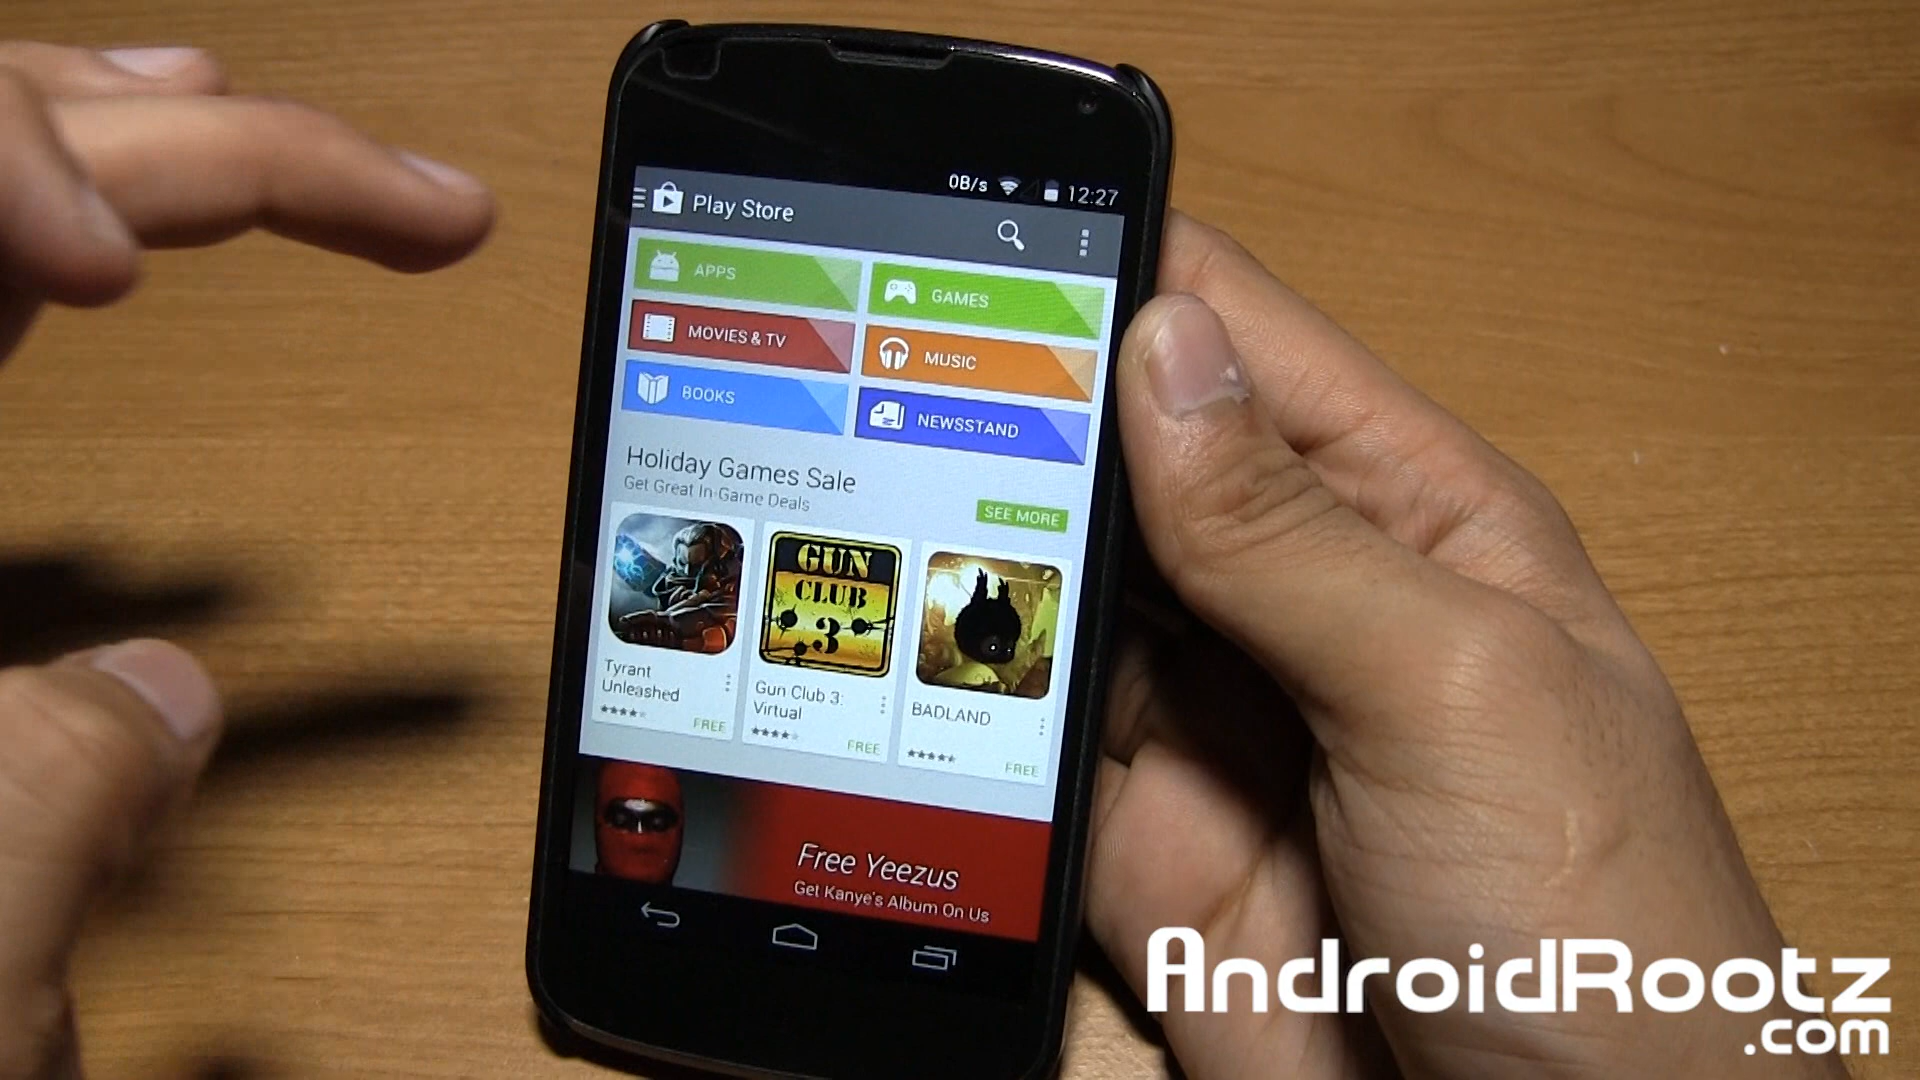 0B/s 12:27
Play Store
APPS
GAMES
MOVIES & TV
MUSIC
BOOKS
NEWSSTAND
Holiday Games Sale
Get Great In-Game Deals
SEE MORE
GUN
CLUB
3
Tyrant
Unleashed
FREE
Gun Club 3:
Virtual
FREE
BADLAND
FREE
Free Yeezus
Get Kanye's Album On Us
AndroidRootz
.com